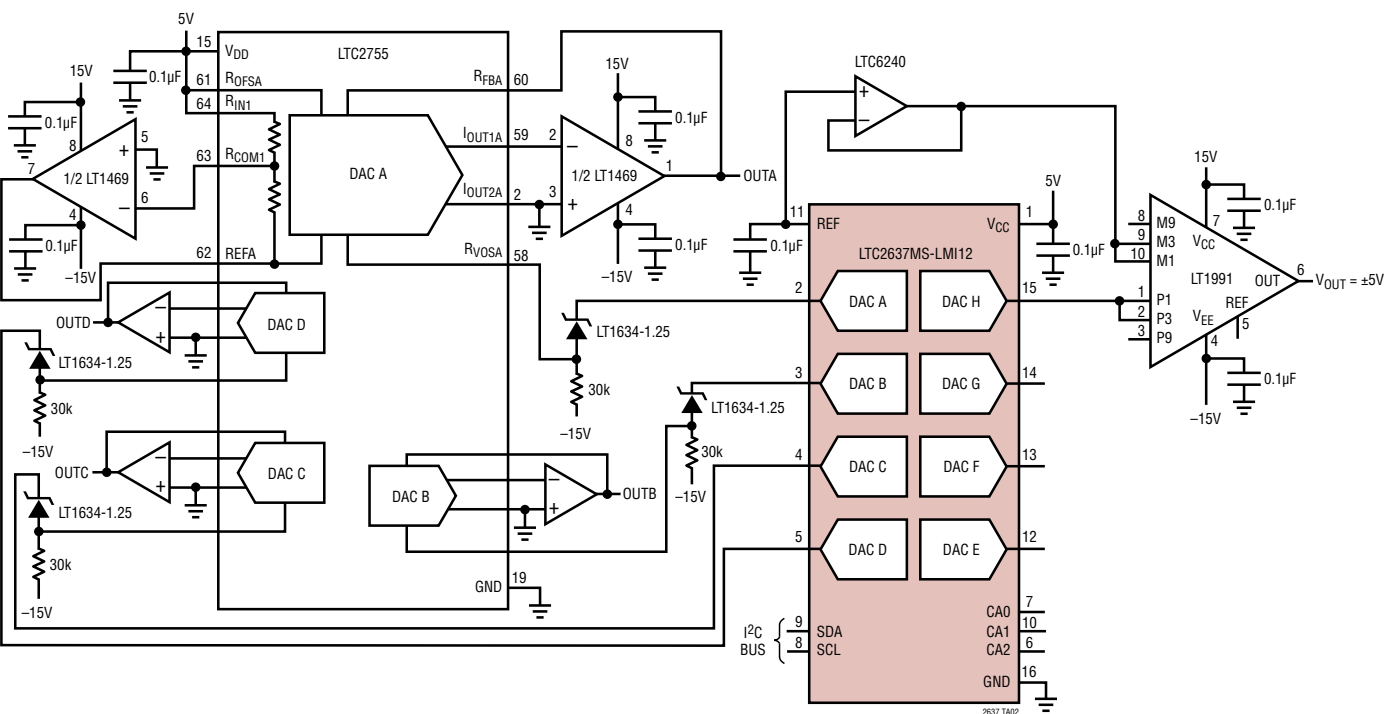 5V
15 VDD
LTC2755
0.1µF
61 ROFSA
64 RIN1
RFBA 60
15V
0.1µF
8
5
+
7
1/2 LT1469
63 RCOM1
6
−
4
0.1µF
−15V
62 REFA
DAC A
IOUT1A 59
IOUT2A 2
RVOSA 58
15V
0.1µF
8
2
−
1/2 LT1469
1
OUTA
3
+
4
0.1µF
−15V
LTC6240
+
−
OUTD
−
+
DAC D
LT1634-1.25
30k
−15V
OUTC
−
+
DAC C
LT1634-1.25
30k
−15V
DAC B
−
+
OUTB
GND 19
LT1634-1.25
30k
−15V
LT1634-1.25
30k
−15V
0.1µF
11 REF
VCC 1
5V
0.1µF
LTC2637MS-LMI12
2 DAC A
DAC H 15
3 DAC B
DAC G 14
4 DAC C
DAC F 13
5 DAC D
DAC E 12
CA0 7
I2C
BUS
9 SDA
CA1 10
8 SCL
CA2 6
GND 16
2637 TA02
15V
0.1µF
8 M9
7
9 M3
VCC
10 M1
LT1991
OUT 6
VOUT = ±5V
1 P1
REF
2 P3
5
3 P9
VEE
4
0.1µF
−15V